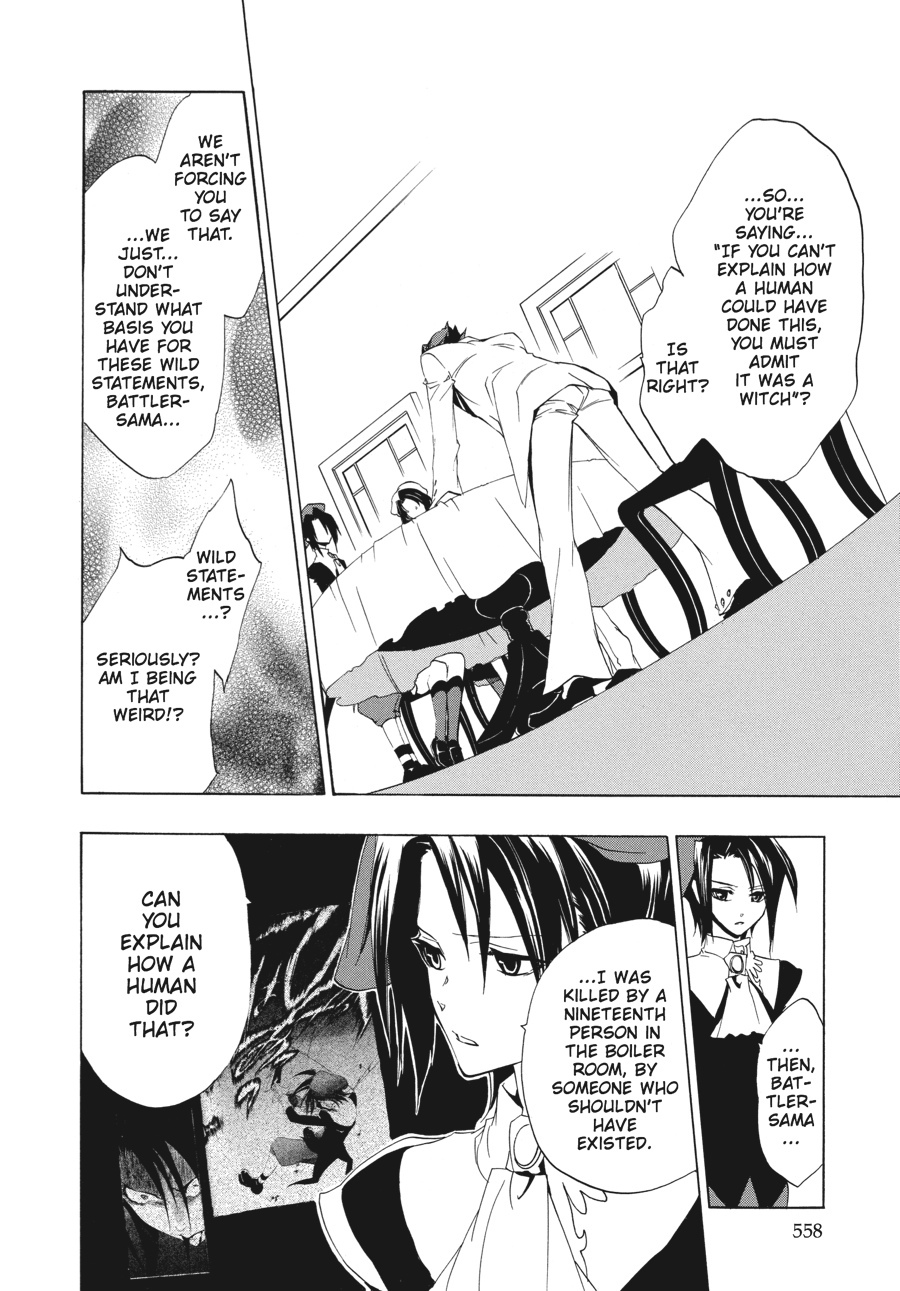 ...SO...
YOU'RE
SAYING...
"IF YOU CAN'T
EXPLAIN HOW
A HUMAN
COULD HAVE
DONE THIS,
YOU MUST
ADMIT
IT WAS A
WITCH"?
IS
THAT
RIGHT?
WE
AREN'T
FORCING
YOU
TO SAY
THAT.
...WE
JUST...
DON'T
UNDER-
STAND WHAT
BASIS YOU
HAVE FOR
THESE WILD
STATEMENTS,
BATTLER-
SAMA...
WILD
STATE-
MENTS
...?
SERIOUSLY?
AM I BEING
THAT
WEIRD!?
...
THEN,
BAT-
TLER-
SAMA
...
...I WAS
KILLED BY A
NINETEENTH
PERSON IN
THE BOILER
ROOM, BY
SOMEONE WHO
SHOULDN'T
HAVE
EXISTED.
CAN
YOU
EXPLAIN
HOW A
HUMAN
DID
THAT?
558